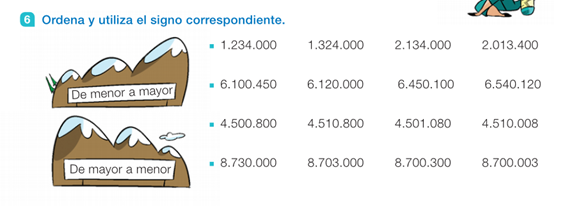 6 Ordena y utiliza el signo correspondiente.
De menor a mayor
1.234.000 1.324.000 2.134.000 2.013.400
6.100.450 6.120.000 6.450.100 6.540.120
De mayor a menor
4.500.800 4.510.800 4.501.080 4.510.008
8.730.000 8.703.000 8.700.300 8.700.003